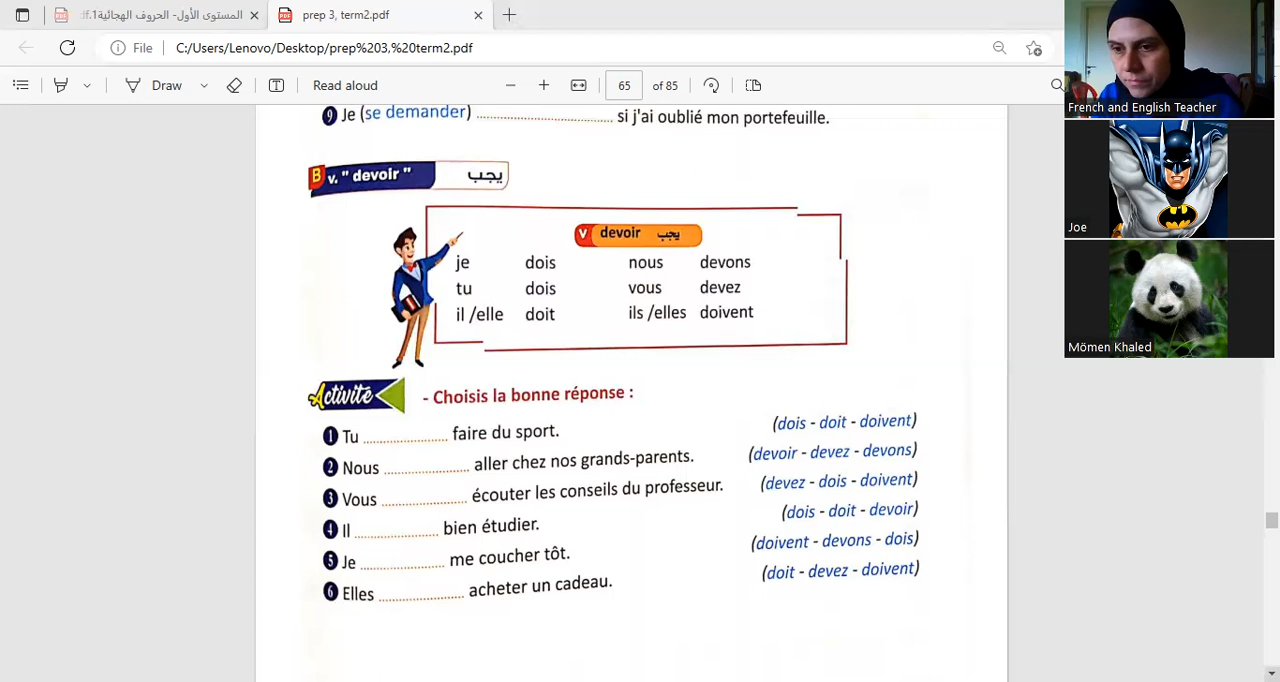 المستوى الأول- الحروف الهجائية1.df
prep 3, term2.pdf
File C:/Users/Lenovo/Desktop/prep%203,%20term2.pdf
Draw Read aloud 65 of 85
French and English Teacher
Joe
Mömen Khaled
9 Je (se demander) ........................ si j'ai oublié mon portefeuille.
B v. " devoir " يجب
v devoir يجب
je dois nous devons
tu dois vous devez
il /elle doit ils /elles doivent
Activité - Choisis la bonne réponse :
1 Tu .................. faire du sport. (dois - doit - doivent)
2 Nous .................. aller chez nos grands-parents. (devoir - devez - devons)
3 Vous .................. écouter les conseils du professeur. (devez - dois - doivent)
4 Il .................. bien étudier. (dois - doit - devoir)
5 Je .................. me coucher tôt. (doivent - devons - dois)
6 Elles .................. acheter un cadeau. (doit - devez - doivent)